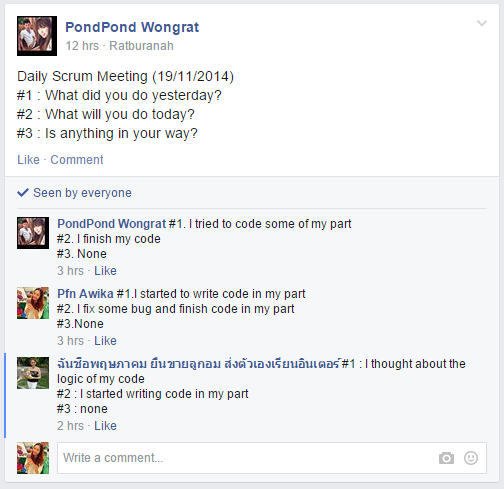 PondPond Wongrat
12 hrs · Ratburanah
Daily Scrum Meeting (19/11/2014)
#1 : What did you do yesterday?
#2 : What will you do today?
#3 : Is anything in your way?
Like · Comment
Seen by everyone
PondPond Wongrat #1. I tried to code some of my part
#2. I finish my code
#3. None
3 hrs · Like
Pfn Awika #1.I started to write code in my part
#2. I fix some bug and finish code in my part
#3.None
3 hrs · Like
ฉันชื่อพฤษภาคม ยืนขายลูกอม ส่งตัวเองเรียนอินเตอร์ #1 : I thought about the
logic of my code
#2 : I started writing code in my part
#3 : none
2 hrs · Like
Write a comment...